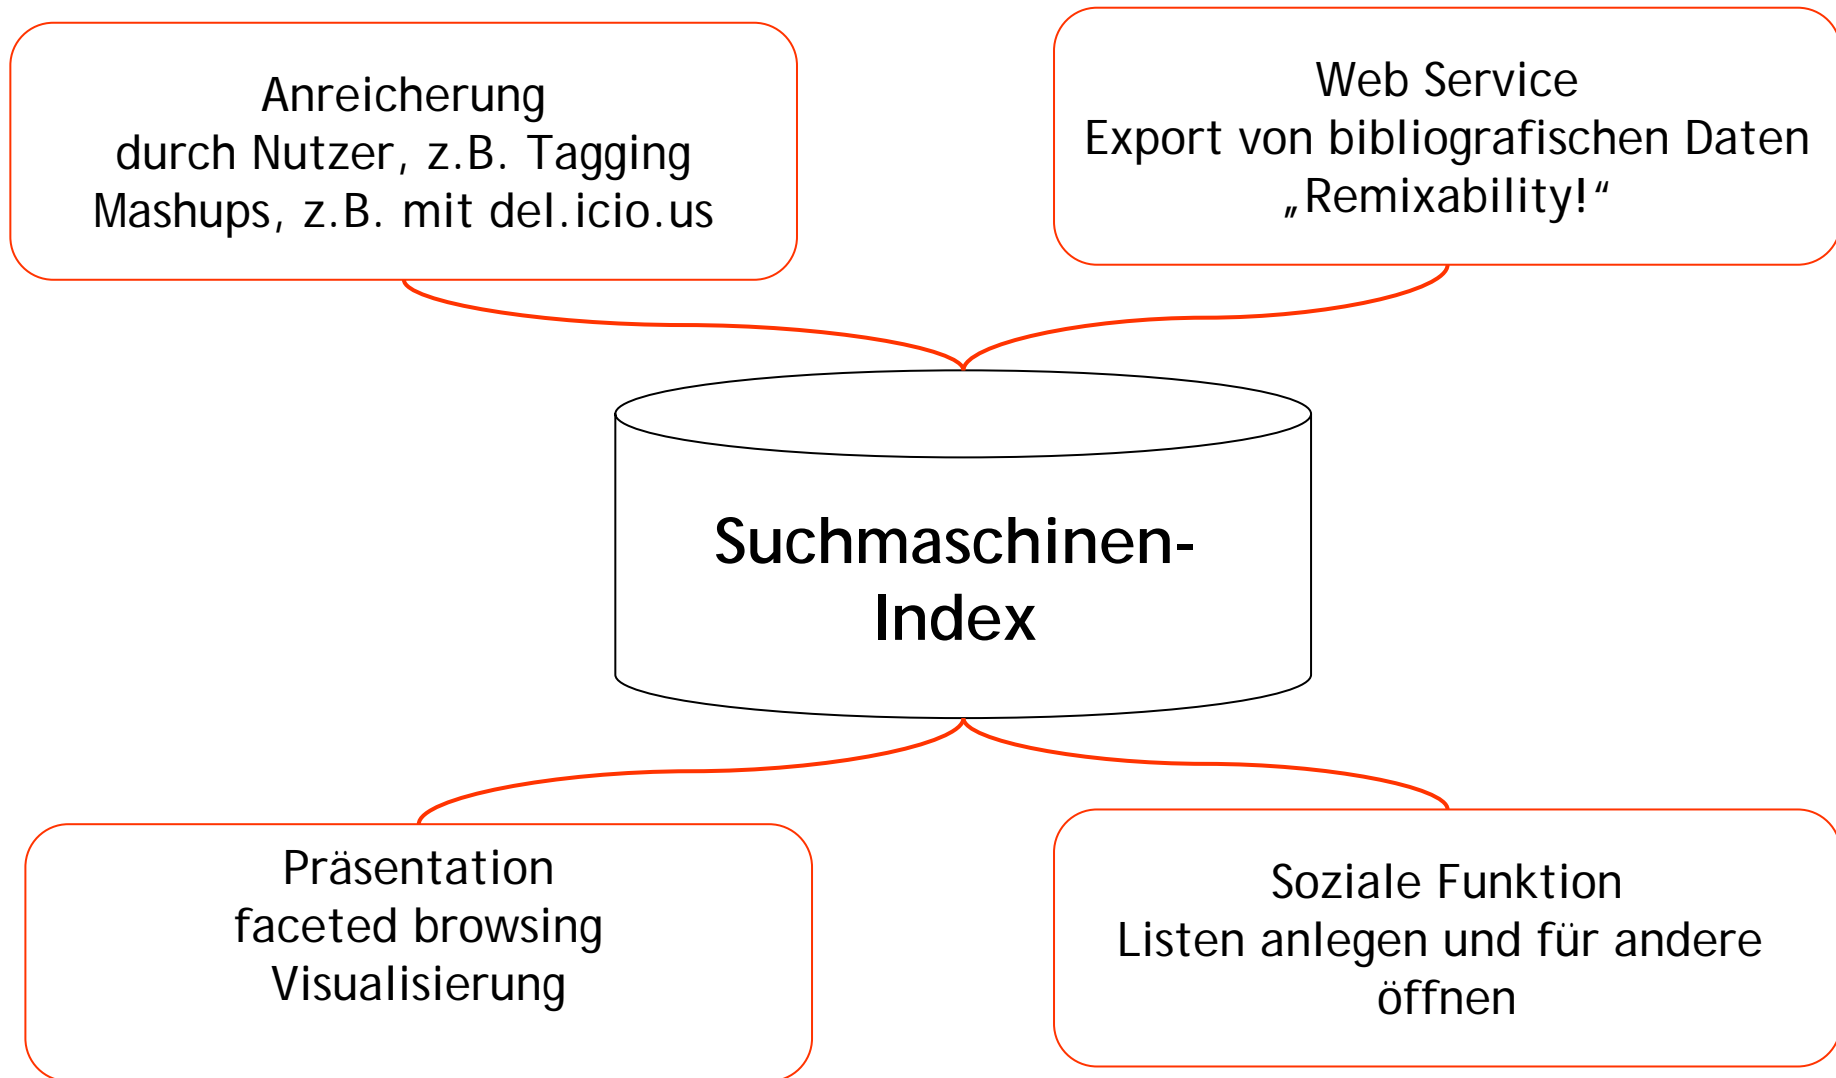 Anreicherung
durch Nutzer, z.B. Tagging
Mashups, z.B. mit del.icio.us
Web Service
Export von bibliografischen Daten
„Remixability!“
Suchmaschinen-
Index
Präsentation
faceted browsing
Visualisierung
Soziale Funktion
Listen anlegen und für andere
öffnen